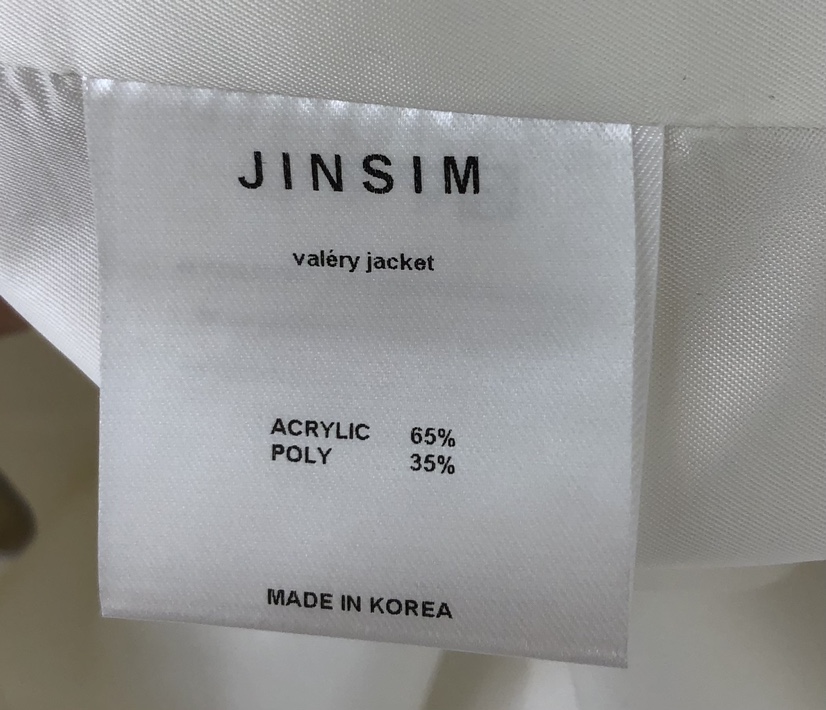 JINSIM
valéry jacket
ACRYLIC 65%
POLY 35%
MADE IN KOREA